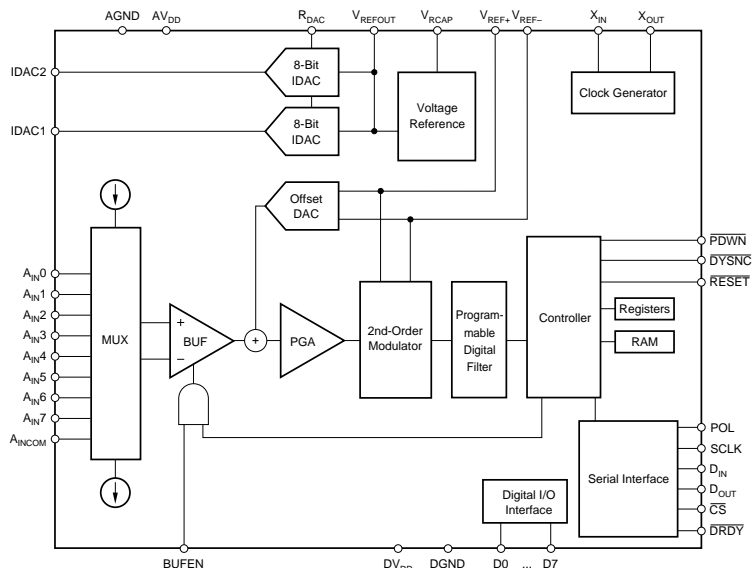 AGND AVDD RDAC VREFOUT VRCAP VREF+ VREF– XIN XOUT
IDAC2
8-Bit
IDAC
IDAC1
8-Bit
IDAC
Voltage
Reference
Clock Generator
Offset
DAC
AIN0
AIN1
AIN2
AIN3
AIN4
AIN5
AIN6
AIN7
AINCOM
MUX
+
BUF
–
+
PGA
2nd-Order
Modulator
Program-
mable
Digital
Filter
Controller
PDWN
DYSNC
RESET
Registers
RAM
Serial Interface
POL
SCLK
DIN
DOUT
CS
DRDY
Digital I/O
Interface
BUFEN DVDD DGND D0 ... D7